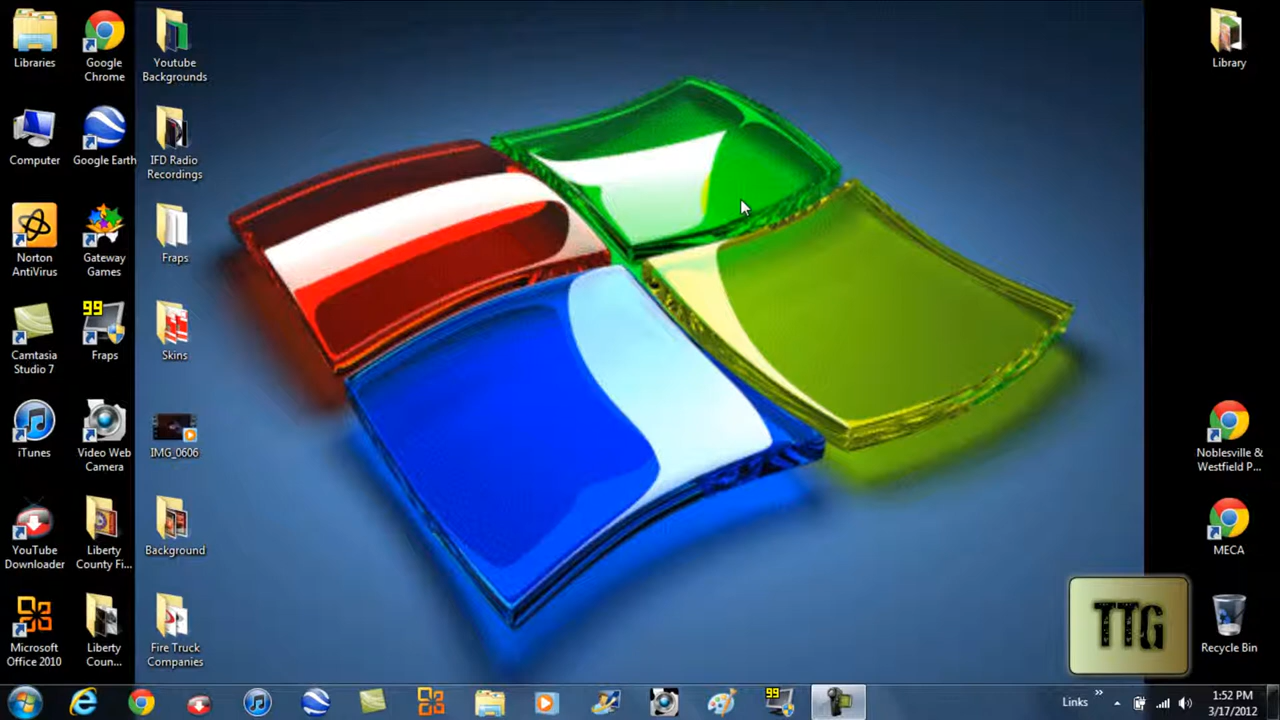 Libraries
Google
Chrome
Youtube
Backgrounds
Library
Computer
Google Earth
IFD Radio
Recordings
Norton
AntiVirus
Gateway
Games
Fraps
Camtasia
Studio 7
99
Fraps
Skins
iTunes
Video Web
Camera
IMG_0606
Noblesville &
Westfield P...
YouTube
Downloader
Liberty
County Fi...
Background
MECA
Microsoft
Office 2010
Liberty
Coun...
Fire Truck
Companies
TTG
Recycle Bin
99
Links
»
1:52 PM
3/17/2012